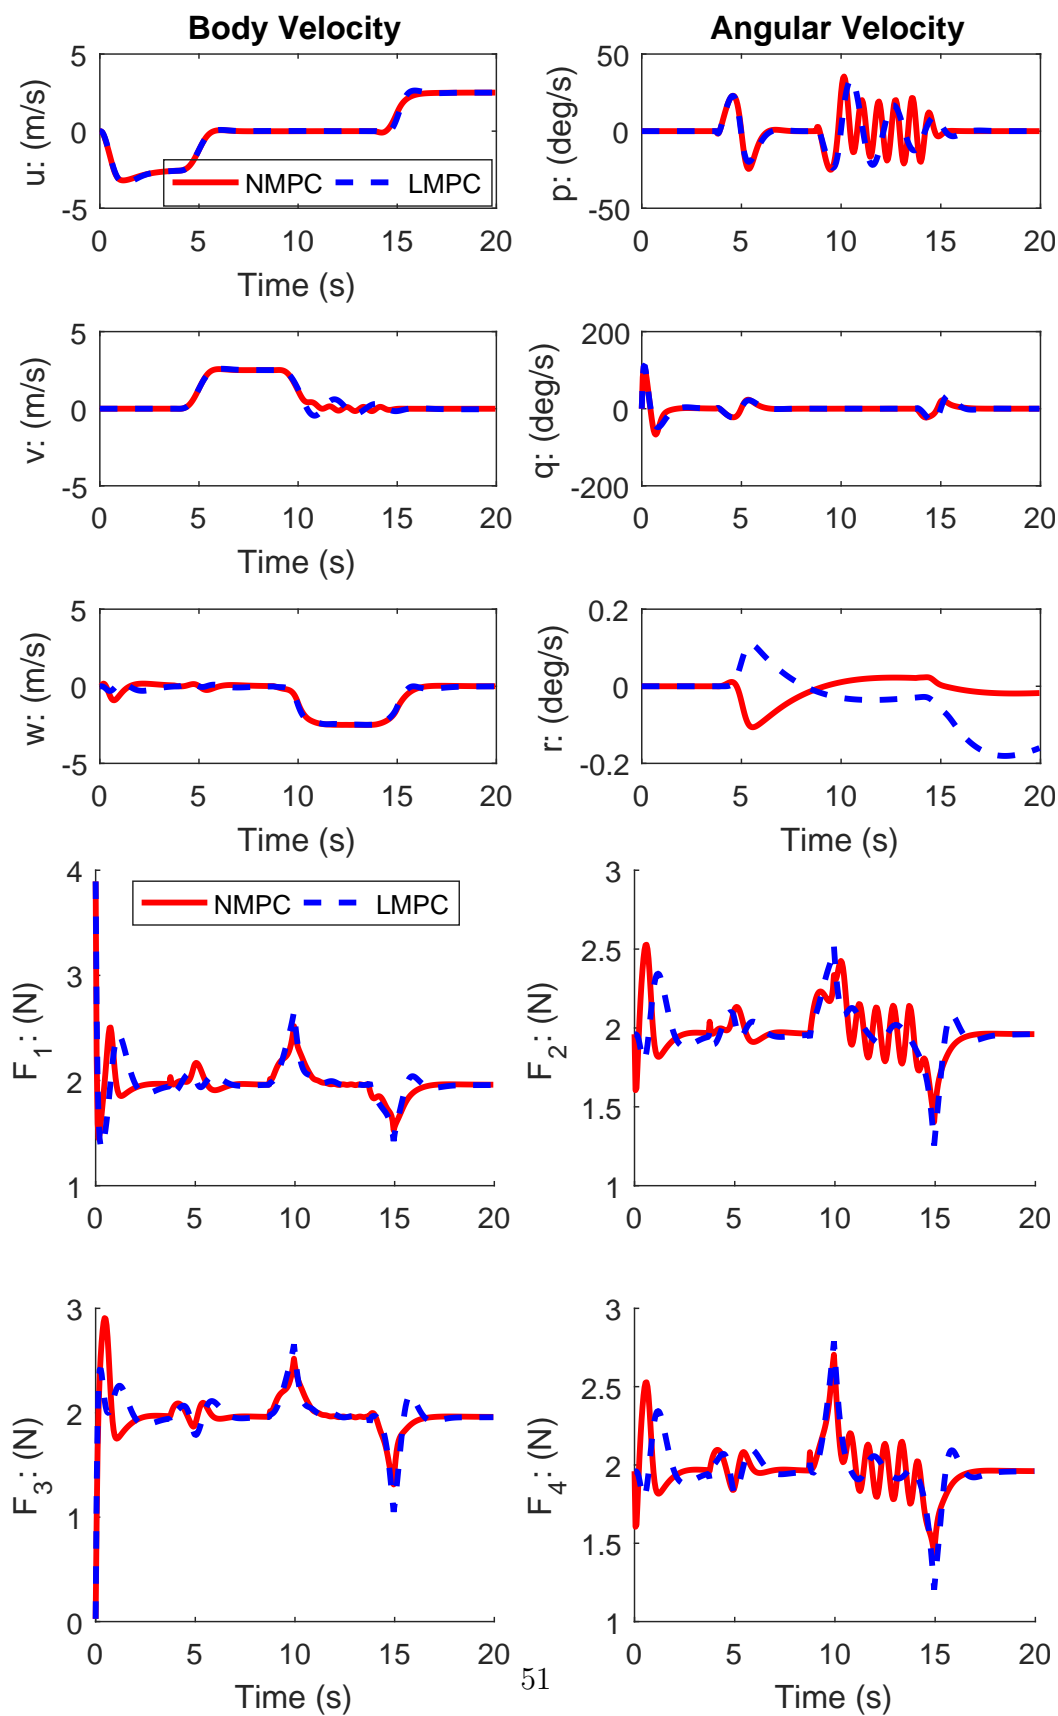 Body Velocity
Angular Velocity
u: (m/s)
5
0
-5
NMPC LMPC
0 5 10 15 20
Time (s)
p: (deg/s)
50
0
-50
0 5 10 15 20
v: (m/s)
5
0
-5
0 5 10 15 20
Time (s)
q: (deg/s)
200
0
-200
0 5 10 15 20
w: (m/s)
5
0
-5
0 5 10 15 20
Time (s)
r: (deg/s)
0.2
0
-0.2
0 5 10 15 20
Time (s)
F1: (N)
4
3
2
1
NMPC LMPC
0 5 10 15 20
F2: (N)
3
2.5
2
1.5
1
0 5 10 15 20
F3: (N)
3
2
1
0
0 5 10 15 20
Time (s)
F4: (N)
3
2.5
2
1.5
1
0 5 10 15 20
Time (s)
51